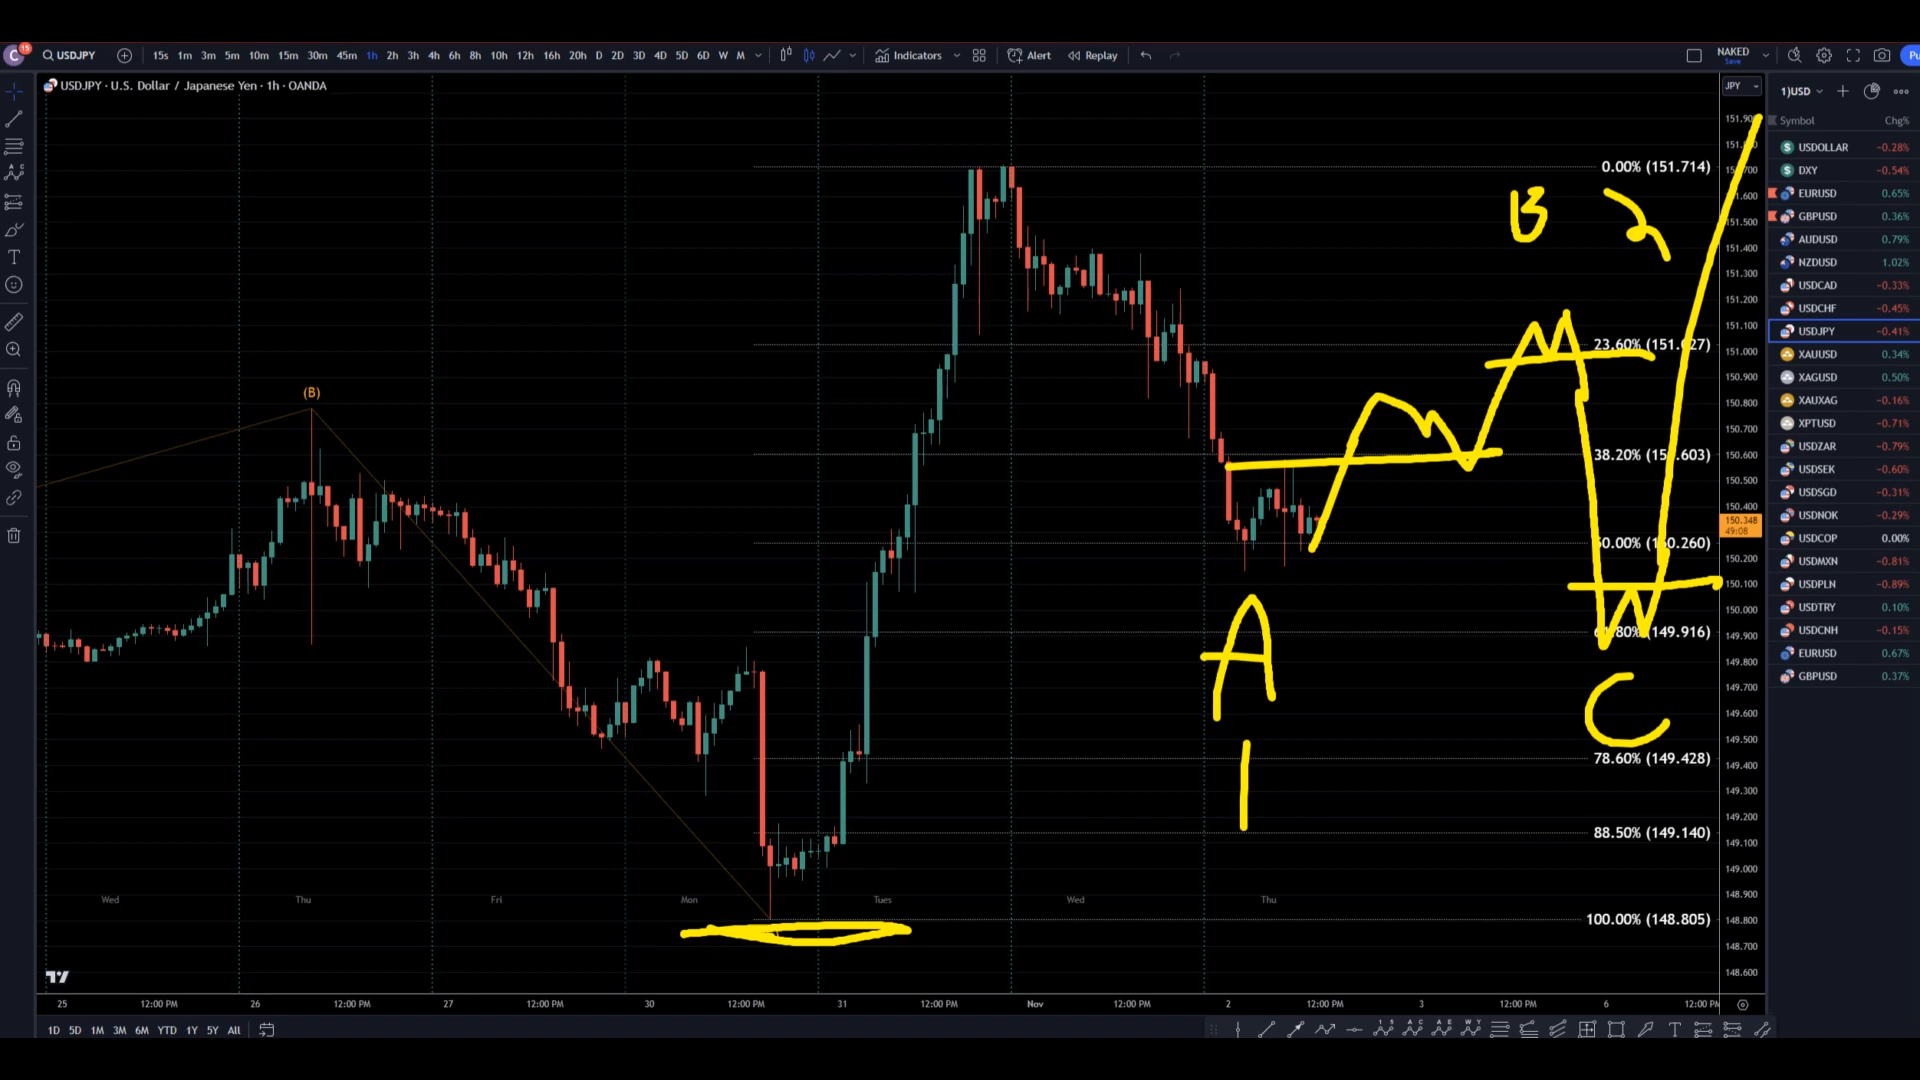 C 15 USDJPY 15s 1m 3m 5m 10m 15m 30m 45m 1h 2h 3h 4h 6h 8h 10h 12h 16h 20h D 2D 3D 4D 5D 6D W M Indicators Alert Replay NAKED
Save
USDJPY · U.S. Dollar / Japanese Yen · 1h · OANDA
JPY
1)USD
Symbol Chg%
USDOLLAR −0.28%
DXY −0.54%
EURUSD 0.65%
GBPUSD 0.36%
AUDUSD 0.79%
NZDUSD 1.02%
USDCAD −0.33%
USDCHF −0.45%
USDJPY −0.41%
XAUUSD 0.34%
XAGUSD 0.50%
XAUXAG −0.16%
XPTUSD −0.71%
USDZAR −0.79%
USDSEK −0.60%
USDSGD −0.31%
USDNOK −0.29%
USDCOP 0.00%
USDMXN −0.81%
USDPLN −0.89%
USDTRY 0.10%
USDCNH −0.15%
EURUSD 0.67%
GBPUSD 0.37%
0.00% (151.714)
B 2
(B)
38.20%
78.60% (149.428)
88.50% (149.140)
100.00% (148.805)
A
1
C
151.400
151.300
151.200
151.100
151.000
150.900
150.800
150.700
150.600
150.500
150.400
150.348
49:08
150.200
150.100
150.000
149.900
149.800
149.700
149.600
149.500
149.400
149.300
149.200
149.100
149.000
148.900
148.800
148.700
148.600
Wed Thu Fri Mon Tues Wed Thu
25 12:00 PM 26 12:00 PM 27 12:00 PM 30 12:00 PM 31 12:00 PM Nov 12:00 PM 2 12:00 PM 3 12:00 PM 6 12:00 PM
1D 5D 1M 3M 6M YTD 1Y 5Y All